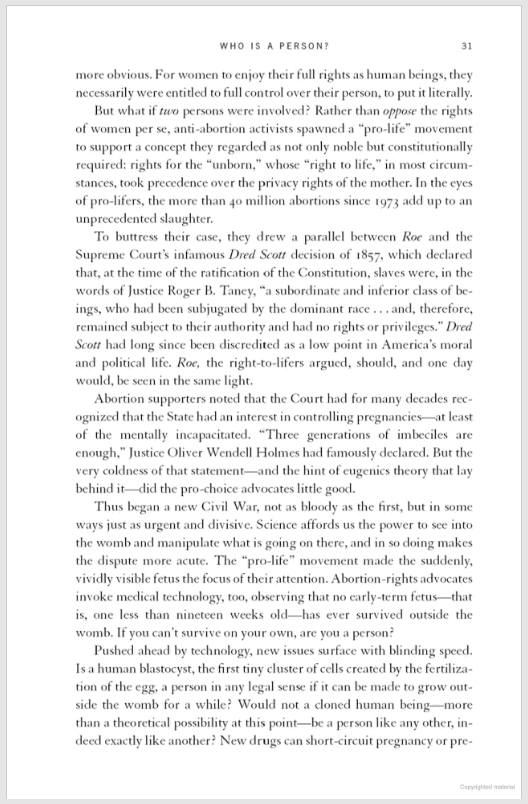 WHO IS A PERSON? 31
more obvious. For women to enjoy their full rights as human beings, they
necessarily were entitled to full control over their person, to put it literally.
But what if two persons were involved? Rather than oppose the rights
of women per se, anti-abortion activists spawned a “pro-life” movement
to support a concept they regarded as not only noble but constitutionally
required: rights for the “unborn,” whose “right to life,” in most circum-
stances, took precedence over the privacy rights of the mother. In the eyes
of pro-lifers, the more than 40 million abortions since 1973 add up to an
unprecedented slaughter.
To buttress their case, they drew a parallel between Roe and the
Supreme Court’s infamous Dred Scott decision of 1857, which declared
that, at the time of the ratification of the Constitution, slaves were, in the
words of Justice Roger B. Taney, “a subordinate and inferior class of be-
ings, who had been subjugated by the dominant race . . . and, therefore,
remained subject to their authority and had no rights or privileges.” Dred
Scott had long since been discredited as a low point in America’s moral
and political life. Roe, the right-to-lifers argued, should, and one day
would, be seen in the same light.
Abortion supporters noted that the Court had for many decades rec-
ognized that the State had an interest in controlling pregnancies—at least
of the mentally incapacitated. “Three generations of imbeciles are
enough,” Justice Oliver Wendell Holmes had famously declared. But the
very coldness of that statement—and the hint of eugenics theory that lay
behind it—did the pro-choice advocates little good.
Thus began a new Civil War, not as bloody as the first, but in some
ways just as urgent and divisive. Science affords us the power to see into
the womb and manipulate what is going on there, and in so doing makes
the dispute more acute. The “pro-life” movement made the suddenly,
vividly visible fetus the focus of their attention. Abortion-rights advocates
invoke medical technology, too, observing that no early-term fetus—that
is, one less than nineteen weeks old—has ever survived outside the
womb. If you can’t survive on your own, are you a person?
Pushed ahead by technology, new issues surface with blinding speed.
Is a human blastocyst, the first tiny cluster of cells created by the fertiliza-
tion of the egg, a person in any legal sense if it can be made to grow out-
side the womb for a while? Would not a cloned human being—more
than a theoretical possibility at this point—be a person like any other, in-
deed exactly like another? New drugs can short-circuit pregnancy or pre-
Copyrighted material